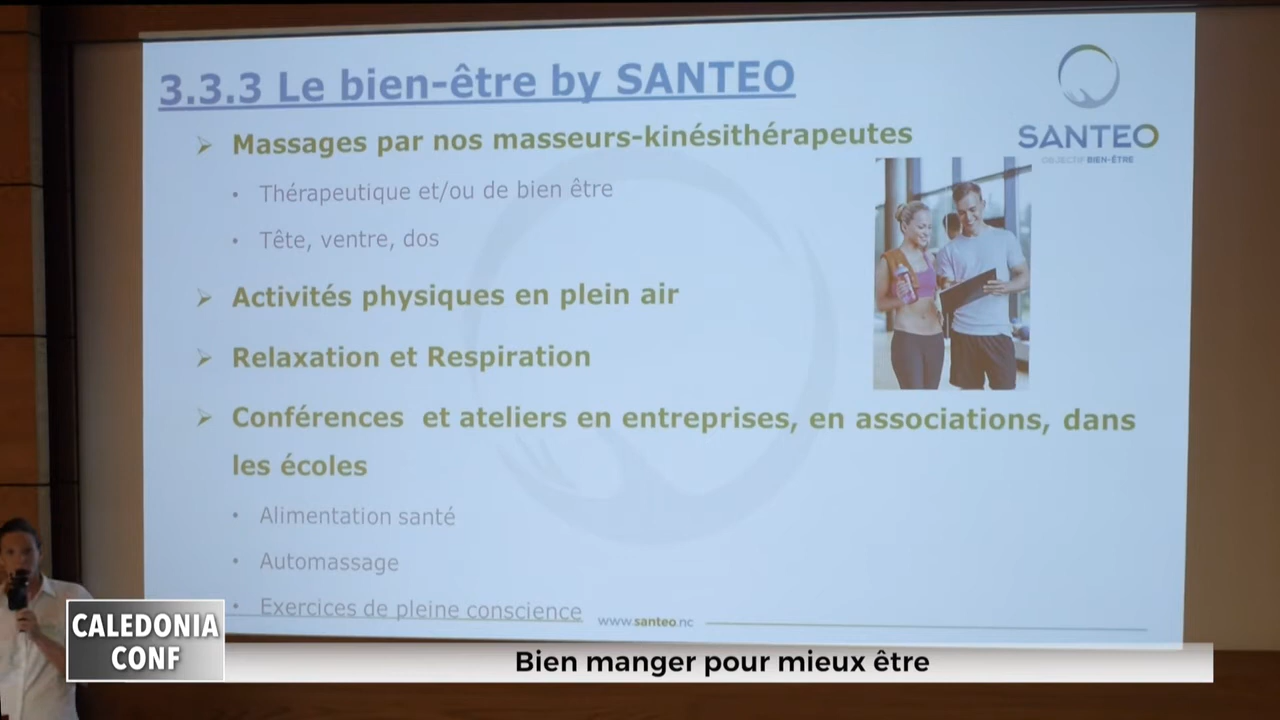 3.3.3 Le bien-être by SANTEO
SANTEO
OBJECTIF BIEN-ÊTRE
➢ Massages par nos masseurs-kinésithérapeutes
• Thérapeutique et/ou de bien être
• Tête, ventre, dos
➢ Activités physiques en plein air
➢ Relaxation et Respiration
➢ Conférences et ateliers en entreprises, en associations, dans
les écoles
• Alimentation santé
• Automassage
• Exercices de pleine conscience
www.santeo.nc
CALEDONIA
CONF
Bien manger pour mieux être